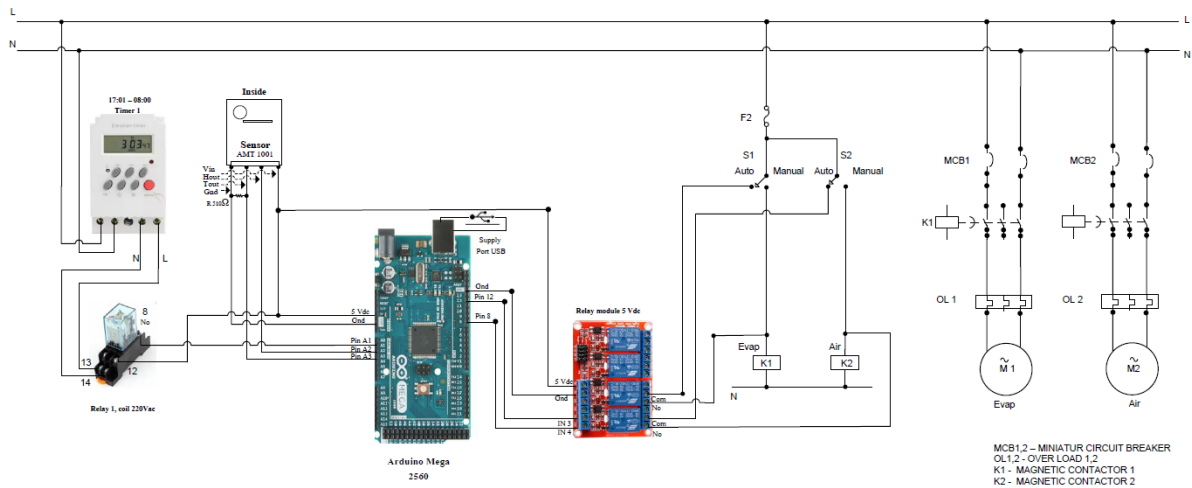 L
L
N
N
17:01 – 08:00
Timer 1
Inside
Sensor
AMT 1001
Vin
Hout
Tout
Gnd
R 510Ω
N
L
8
No
13
14
12
Relay 1, coil 220Vac
Supply
Port USB
5 Vdc
Gnd
Pin A1
Pin A2
Pin A3
Gnd
Pin 12
Pin 8
ARDUINO
MEGA
Arduino Mega
2560
Relay module 5 Vdc
5 Vdc
Gnd
IN 3
IN 4
Com
No
Com
No
F2
S1
S2
Auto
Manual
Auto
Manual
Evap
K1
Air
K2
N
MCB1
MCB2
K1
K2
OL 1
OL 2
~
M 1
~
M2
Evap
Air
MCB1,2 – MINIATUR CIRCUIT BREAKER
OL1,2 - OVER LOAD 1,2
K1 - MAGNETIC CONTACTOR 1
K2 - MAGNETIC CONTACTOR 2